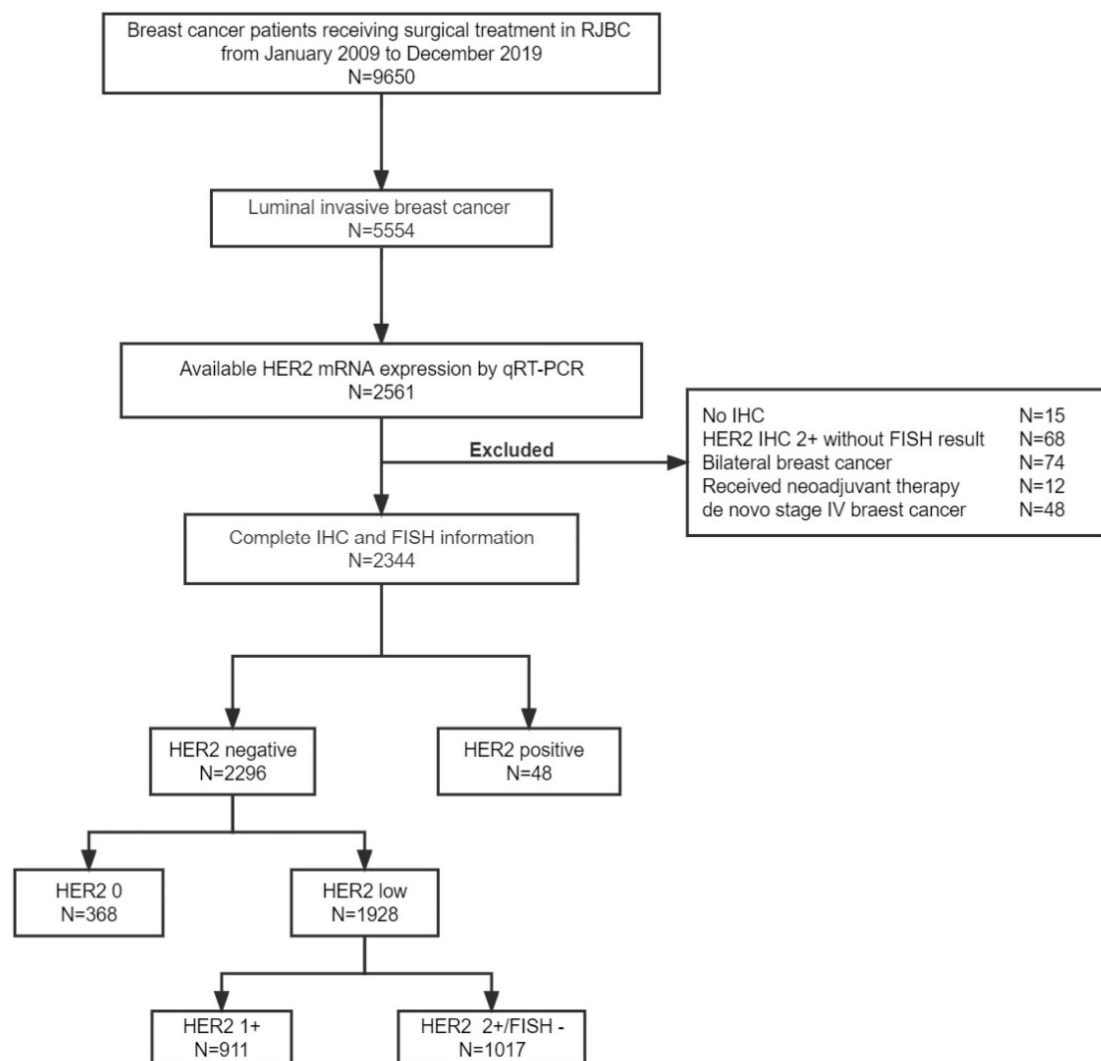 Breast cancer patients receiving surgical treatment in RJBC
from January 2009 to December 2019
N=9650
Luminal invasive breast cancer
N=5554
Available HER2 mRNA expression by qRT-PCR
N=2561
Excluded
No IHC N=15
HER2 IHC 2+ without FISH result N=68
Bilateral breast cancer N=74
Received neoadjuvant therapy N=12
de novo stage IV braest cancer N=48
Complete IHC and FISH information
N=2344
HER2 negative
N=2296
HER2 positive
N=48
HER2 0
N=368
HER2 low
N=1928
HER2 1+
N=911
HER2 2+/FISH -
N=1017